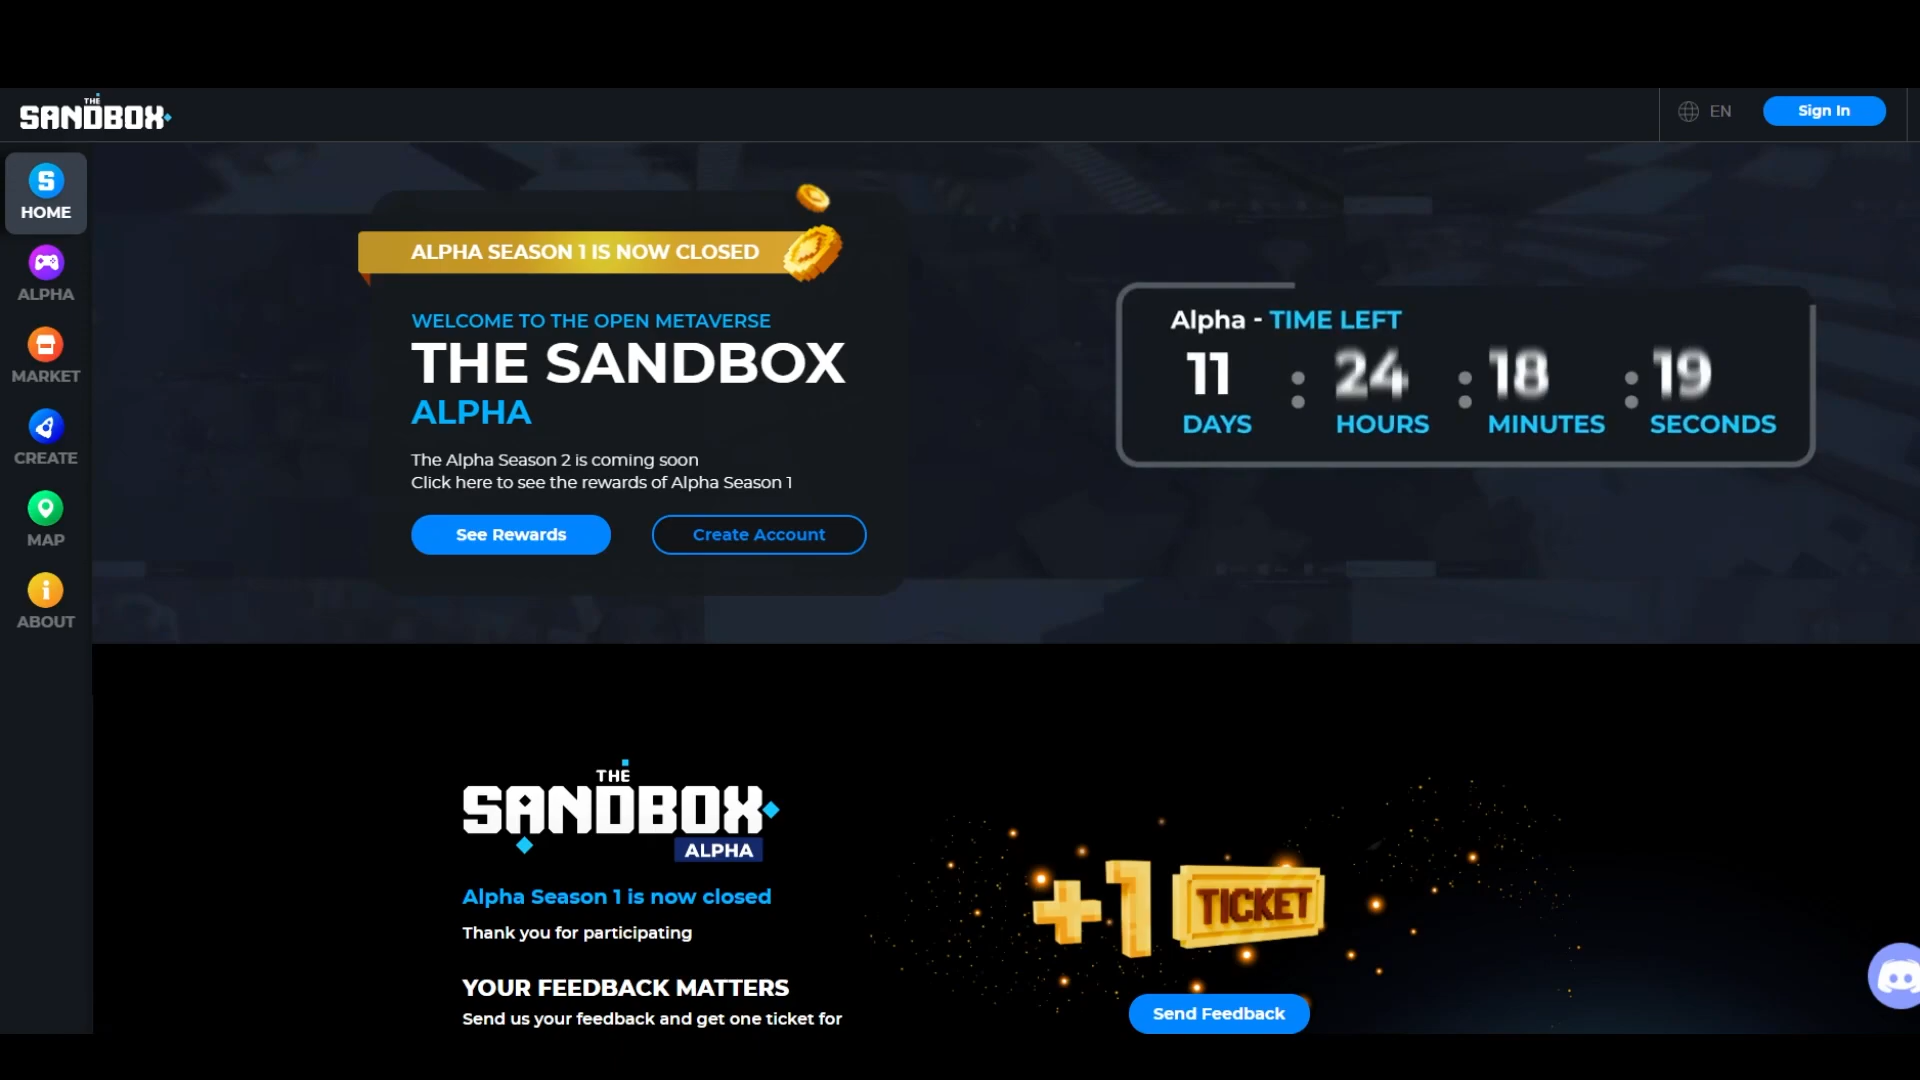 THE
SANDBOX
EN
Sign In
HOME
ALPHA
MARKET
CREATE
MAP
ABOUT
ALPHA SEASON 1 IS NOW CLOSED
WELCOME TO THE OPEN METAVERSE
THE SANDBOX
ALPHA
The Alpha Season 2 is coming soon
Click here to see the rewards of Alpha Season 1
See Rewards
Create Account
Alpha - TIME LEFT
11 : 24 : 18 : 19
DAYS HOURS MINUTES SECONDS
THE
SANDBOX
ALPHA
Alpha Season 1 is now closed
Thank you for participating
YOUR FEEDBACK MATTERS
Send us your feedback and get one ticket for
+1 TICKET
Send Feedback